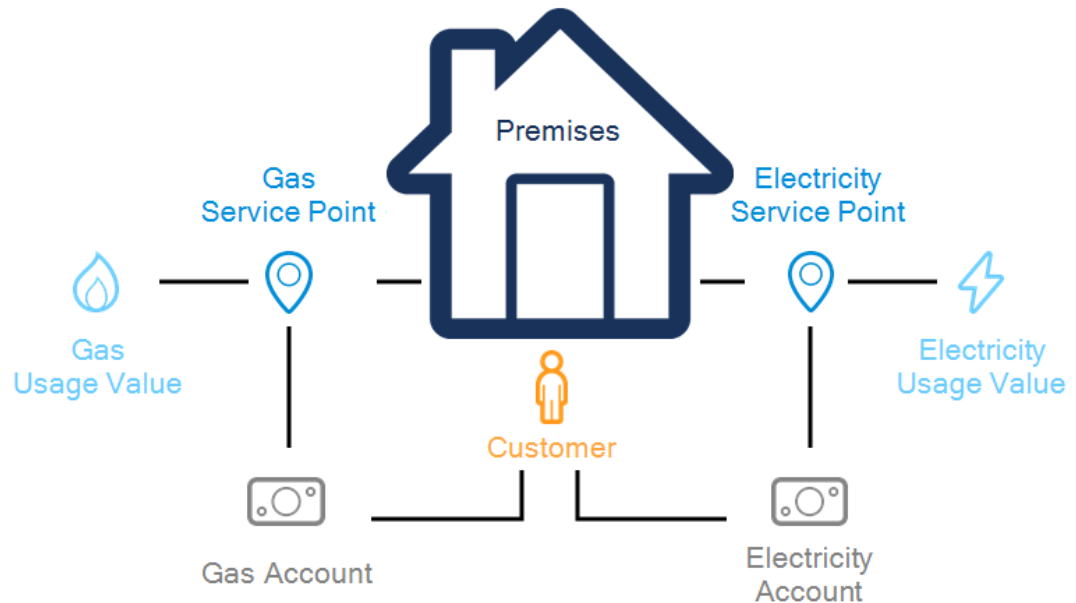 Premises
Gas
Service Point
Electricity
Service Point
Gas
Usage Value
Electricity
Usage Value
Customer
Gas Account
Electricity
Account